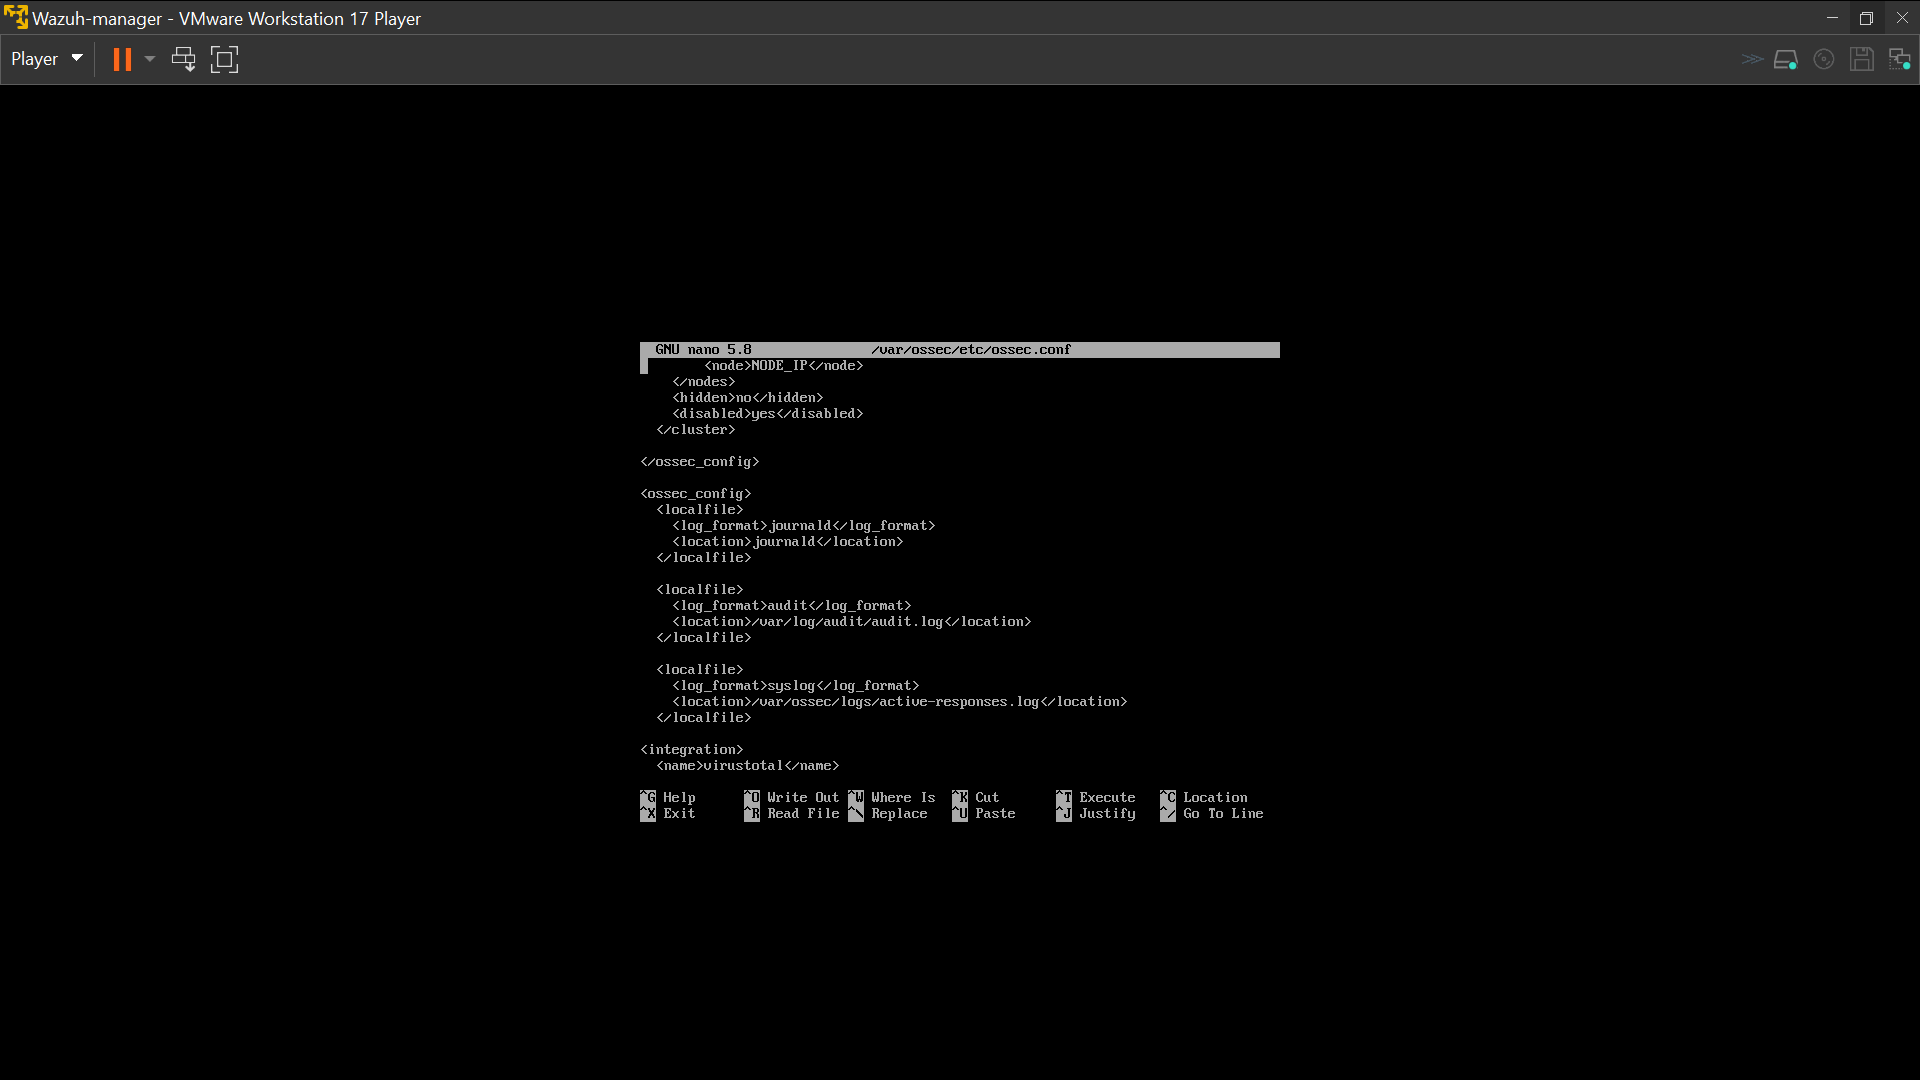 Wazuh-manager - VMware Workstation 17 Player
Player
GNU nano 5.8 /var/ossec/etc/ossec.conf
<node>NODE_IP</node>
</nodes>
<hidden>no</hidden>
<disabled>yes</disabled>
</cluster>
</ossec_config>
<ossec_config>
<localfile>
<log_format>journald</log_format>
<location>journald</location>
</localfile>
<localfile>
<log_format>audit</log_format>
<location>/var/log/audit/audit.log</location>
</localfile>
<localfile>
<log_format>syslog</log_format>
<location>/var/ossec/logs/active-responses.log</location>
</localfile>
<integration>
<name>virustotal</name>
^G Help ^O Write Out ^W Where Is ^K Cut ^T Execute ^C Location
^X Exit ^R Read File ^\ Replace ^U Paste ^J Justify ^/ Go To Line